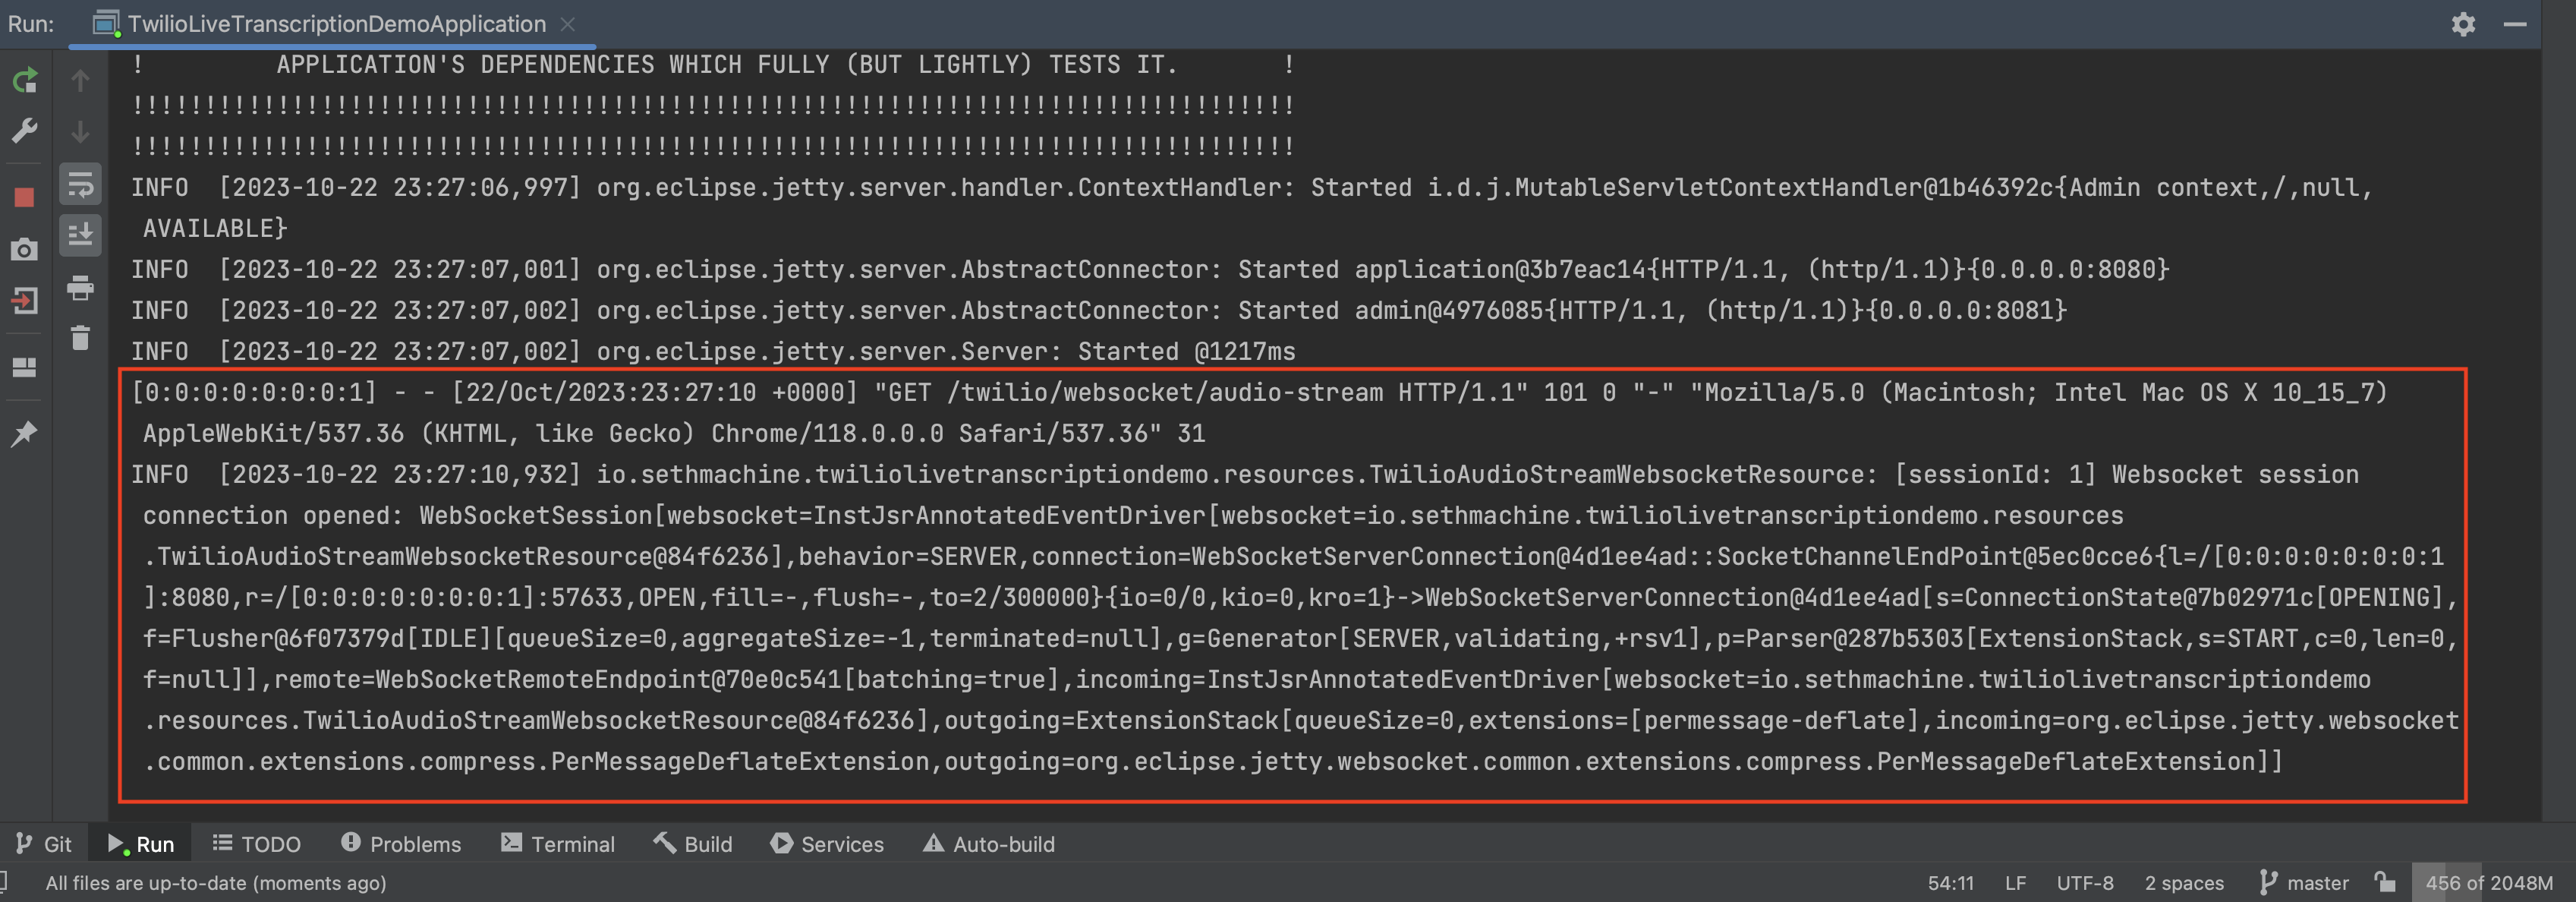 Run: TwilioLiveTranscriptionDemoApplication
! APPLICATION'S DEPENDENCIES WHICH FULLY (BUT LIGHTLY) TESTS IT. !
!!!!!!!!!!!!!!!!!!!!!!!!!!!!!!!!!!!!!!!!!!!!!!!!!!!!!!!!!!!!!!!!!!!!!!!!!!!!!!!!
!!!!!!!!!!!!!!!!!!!!!!!!!!!!!!!!!!!!!!!!!!!!!!!!!!!!!!!!!!!!!!!!!!!!!!!!!!!!!!!!
INFO [2023-10-22 23:27:06,997] org.eclipse.jetty.server.handler.ContextHandler: Started i.d.j.MutableServletContextHandler@1b46392c{Admin context,/,null,
AVAILABLE}
INFO [2023-10-22 23:27:07,001] org.eclipse.jetty.server.AbstractConnector: Started application@3b7eac14{HTTP/1.1, (http/1.1)}{0.0.0.0:8080}
INFO [2023-10-22 23:27:07,002] org.eclipse.jetty.server.AbstractConnector: Started admin@4976085{HTTP/1.1, (http/1.1)}{0.0.0.0:8081}
INFO [2023-10-22 23:27:07,002] org.eclipse.jetty.server.Server: Started @1217ms
[0:0:0:0:0:0:0:1] - - [22/Oct/2023:23:27:10 +0000] "GET /twilio/websocket/audio-stream HTTP/1.1" 101 0 "-" "Mozilla/5.0 (Macintosh; Intel Mac OS X 10_15_7)
AppleWebKit/537.36 (KHTML, like Gecko) Chrome/118.0.0.0 Safari/537.36" 31
INFO [2023-10-22 23:27:10,932] io.sethmachine.twiliolivetranscriptiondemo.resources.TwilioAudioStreamWebsocketResource: [sessionId: 1] Websocket session
connection opened: WebSocketSession[websocket=InstJsrAnnotatedEventDriver[websocket=io.sethmachine.twiliolivetranscriptiondemo.resources
.TwilioAudioStreamWebsocketResource@84f6236],behavior=SERVER,connection=WebSocketServerConnection@4d1ee4ad::SocketChannelEndPoint@5ec0cce6{l=/[0:0:0:0:0:0:0:1
]:8080,r=/[0:0:0:0:0:0:0:1]:57633,OPEN,fill=-,flush=-,to=2/300000}{io=0/0,kio=0,kro=1}->WebSocketServerConnection@4d1ee4ad[s=ConnectionState@7b02971c[OPENING],
f=Flusher@6f07379d[IDLE][queueSize=0,aggregateSize=-1,terminated=null],g=Generator[SERVER,validating,+rsv1],p=Parser@287b5303[ExtensionStack,s=START,c=0,len=0,
f=null]],remote=WebSocketRemoteEndpoint@70e0c541[batching=true],incoming=InstJsrAnnotatedEventDriver[websocket=io.sethmachine.twiliolivetranscriptiondemo
.resources.TwilioAudioStreamWebsocketResource@84f6236],outgoing=ExtensionStack[queueSize=0,extensions=[permessage-deflate],incoming=org.eclipse.jetty.websocket
.common.extensions.compress.PerMessageDeflateExtension,outgoing=org.eclipse.jetty.websocket.common.extensions.compress.PerMessageDeflateExtension]]
Git Run TODO Problems Terminal Build Services Auto-build
All files are up-to-date (moments ago) 54:11 LF UTF-8 2 spaces master 456 of 2048M